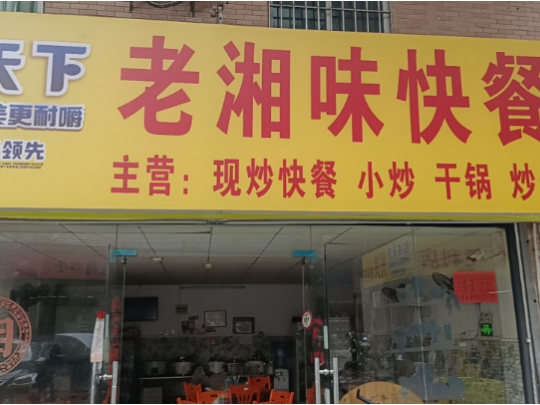 天下
更耐嚼
领先
老湘味快餐
主营：现炒快餐 小炒 干锅 炒